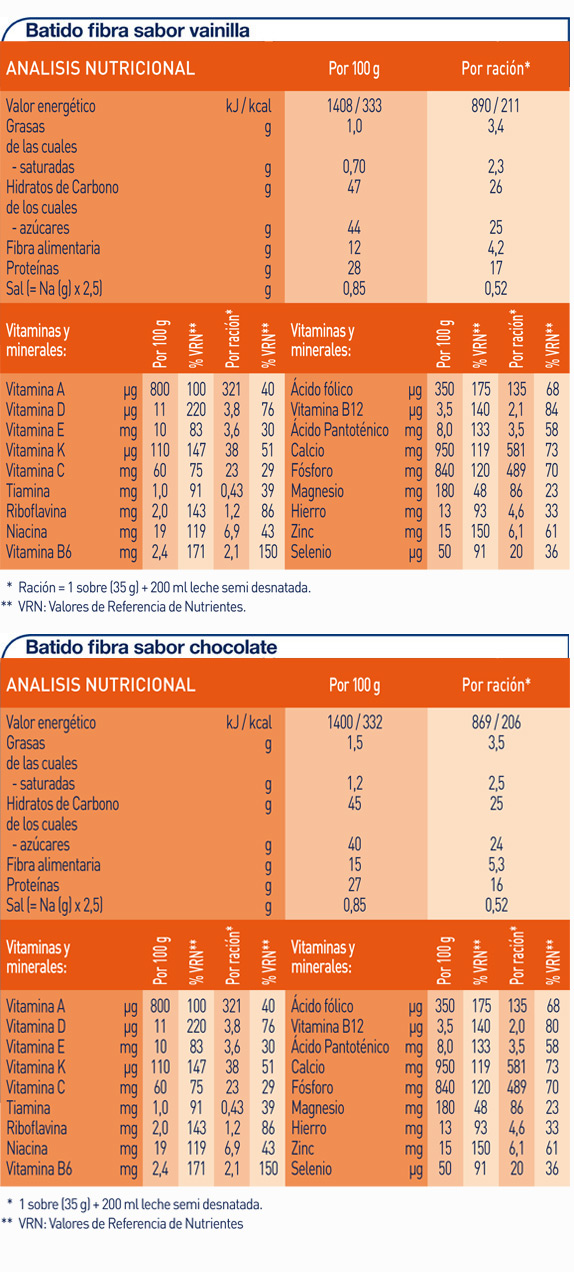 Batido fibra sabor vainilla
ANALISIS NUTRICIONAL Por 100 g Por ración*
Valor energético kJ / kcal 1408 / 333 890 / 211
Grasas g 1,0 3,4
de las cuales
- saturadas g 0,70 2,3
Hidratos de Carbono g 47 26
de los cuales
- azúcares g 44 25
Fibra alimentaria g 12 4,2
Proteínas g 28 17
Sal (= Na (g) x 2,5) g 0,85 0,52
Vitaminas y minerales: Por 100 g % VRN** Por ración* % VRN** Vitaminas y minerales: Por 100 g % VRN** Por ración* % VRN**
Vitamina A µg 800 100 321 40 Ácido fólico µg 350 175 135 68
Vitamina D µg 11 220 3,8 76 Vitamina B12 µg 3,5 140 2,1 84
Vitamina E mg 10 83 3,6 30 Ácido Pantoténico mg 8,0 133 3,5 58
Vitamina K µg 110 147 38 51 Calcio mg 950 119 581 73
Vitamina C mg 60 75 23 29 Fósforo mg 840 120 489 70
Tiamina mg 1,0 91 0,43 39 Magnesio mg 180 48 86 23
Riboflavina mg 2,0 143 1,2 86 Hierro mg 13 93 4,6 33
Niacina mg 19 119 6,9 43 Zinc mg 15 150 6,1 61
Vitamina B6 mg 2,4 171 2,1 150 Selenio µg 50 91 20 36
* Ración = 1 sobre (35 g) + 200 ml leche semi desnatada.
** VRN: Valores de Referencia de Nutrientes.
Batido fibra sabor chocolate
ANALISIS NUTRICIONAL Por 100 g Por ración*
Valor energético kJ / kcal 1400 / 332 869 / 206
Grasas g 1,5 3,5
de las cuales
- saturadas g 1,2 2,5
Hidratos de Carbono g 45 25
de los cuales
- azúcares g 40 24
Fibra alimentaria g 15 5,3
Proteínas g 27 16
Sal (= Na (g) x 2,5) g 0,85 0,52
Vitaminas y minerales: Por 100 g % VRN** Por ración* % VRN** Vitaminas y minerales: Por 100 g % VRN** Por ración* % VRN**
Vitamina A µg 800 100 321 40 Ácido fólico µg 350 175 135 68
Vitamina D µg 11 220 3,8 76 Vitamina B12 µg 3,5 140 2,0 80
Vitamina E mg 10 83 3,6 30 Ácido Pantoténico mg 8,0 133 3,5 58
Vitamina K µg 110 147 38 51 Calcio mg 950 119 581 73
Vitamina C mg 60 75 23 29 Fósforo mg 840 120 489 70
Tiamina mg 1,0 91 0,43 39 Magnesio mg 180 48 86 23
Riboflavina mg 2,0 143 1,2 86 Hierro mg 13 93 4,6 33
Niacina mg 19 119 6,9 43 Zinc mg 15 150 6,1 61
Vitamina B6 mg 2,4 171 2,1 150 Selenio µg 50 91 20 36
* 1 sobre (35 g) + 200 ml leche semi desnatada.
** VRN: Valores de Referencia de Nutrientes